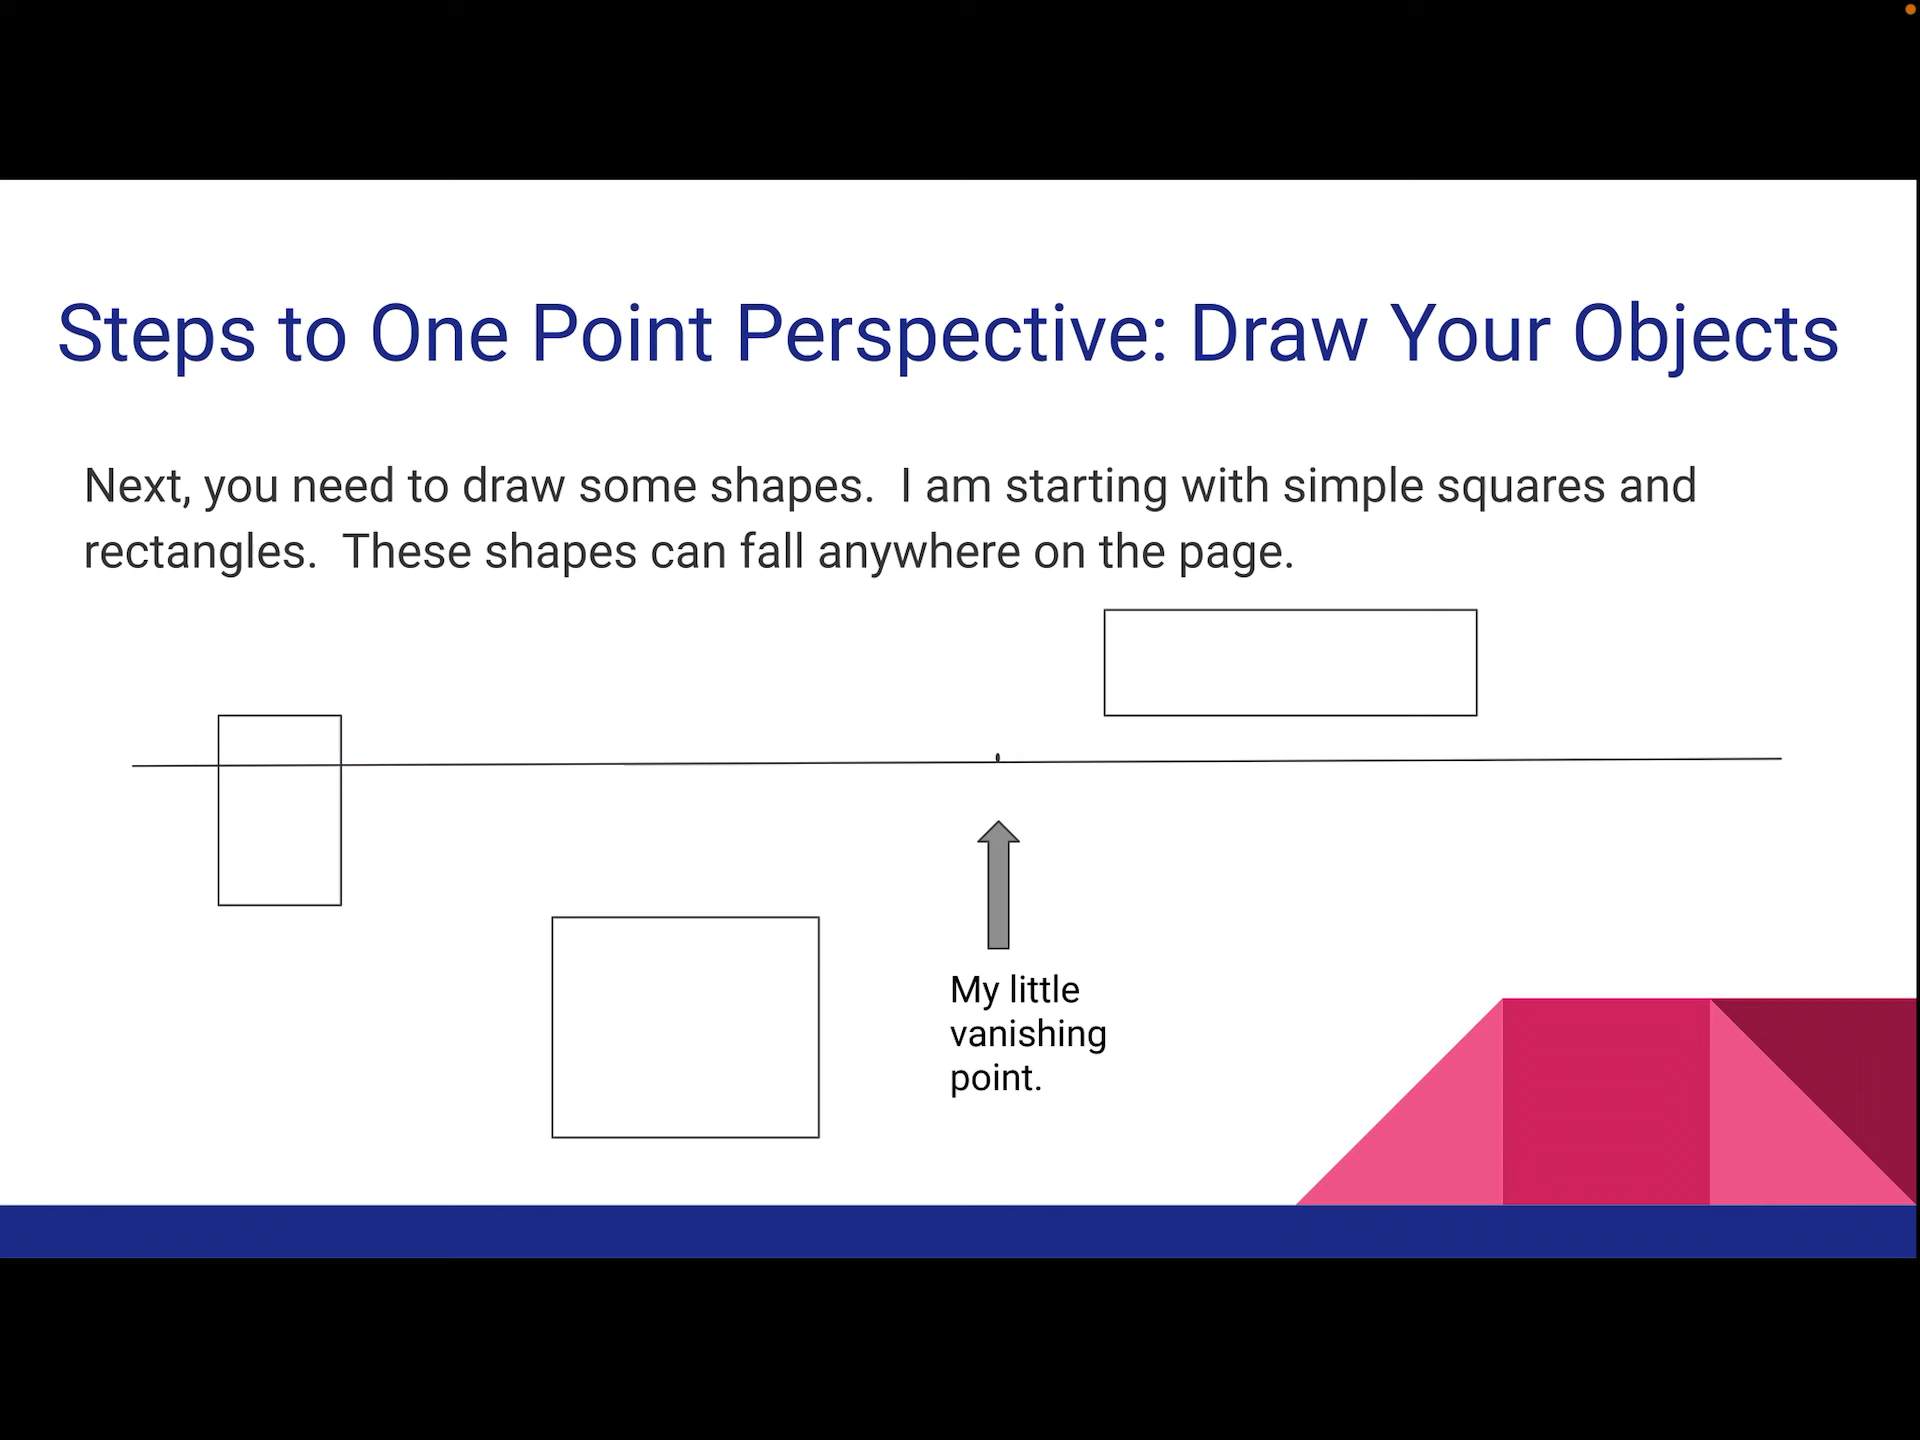 Steps to One Point Perspective: Draw Your Objects
Next, you need to draw some shapes.  I am starting with simple squares and
rectangles.  These shapes can fall anywhere on the page.
My little
vanishing
point.